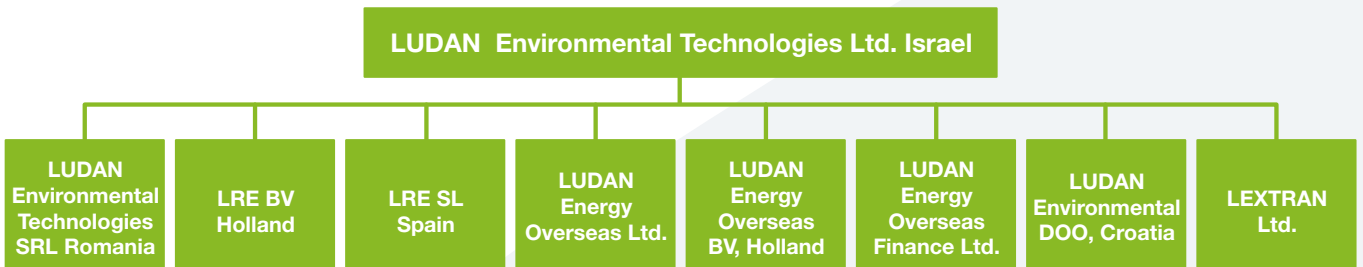 LUDAN Environmental Technologies Ltd. Israel
LUDAN
Environmental
Technologies
SRL Romania
LRE BV
Holland
LRE SL
Spain
LUDAN
Energy
Overseas Ltd.
LUDAN
Energy
Overseas
BV, Holland
LUDAN
Energy
Overseas
Finance Ltd.
LUDAN
Environmental
DOO, Croatia
LEXTRAN
Ltd.